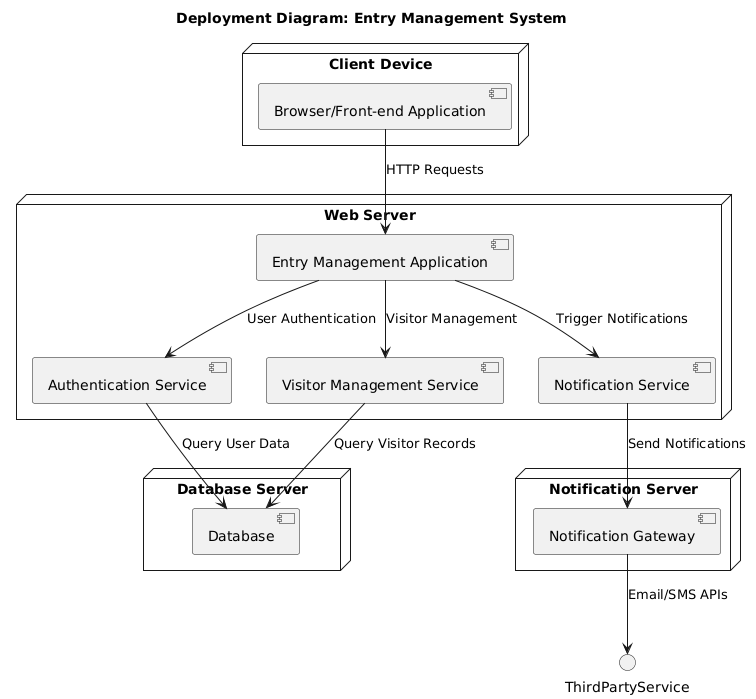 Deployment Diagram: Entry Management System
Client Device
Browser/Front-end Application
HTTP Requests
Web Server
Entry Management Application
User Authentication
Visitor Management
Trigger Notifications
Authentication Service
Visitor Management Service
Notification Service
Query User Data
Query Visitor Records
Send Notifications
Database Server
Notification Server
Database
Notification Gateway
Email/SMS APIs
ThirdPartyService